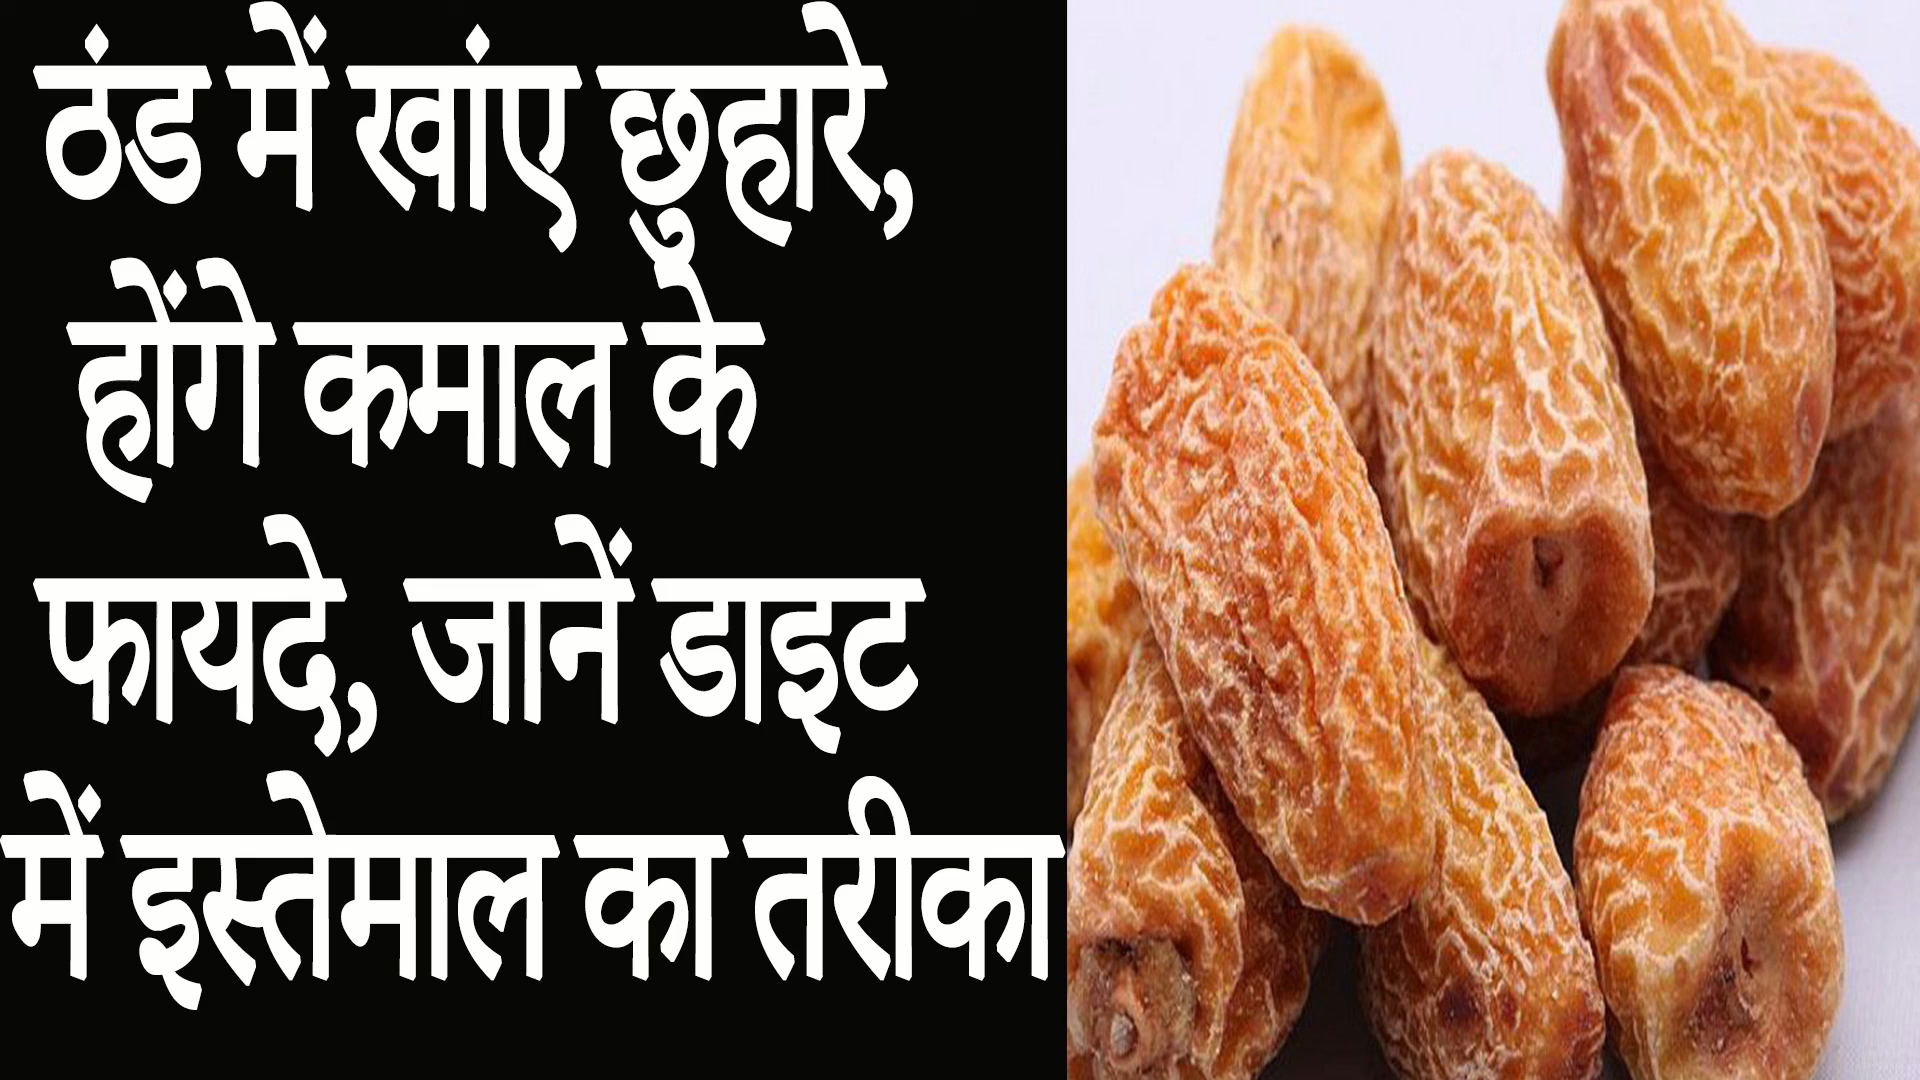 ठंड में खांए छुहारे,
होंगे कमाल के
फायदे, जानें डाइट
में इस्तेमाल का तरीका